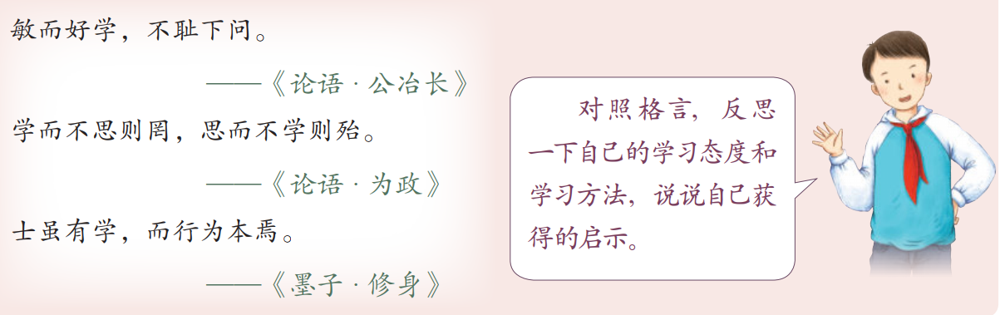 敏而好学，不耻下问。
——《论语·公冶长》
学而不思则罔，思而不学则殆。
——《论语·为政》
士虽有学，而行为本焉。
——《墨子·修身》
对照格言，反思
一下自己的学习态度和
学习方法，说说自己获
得的启示。